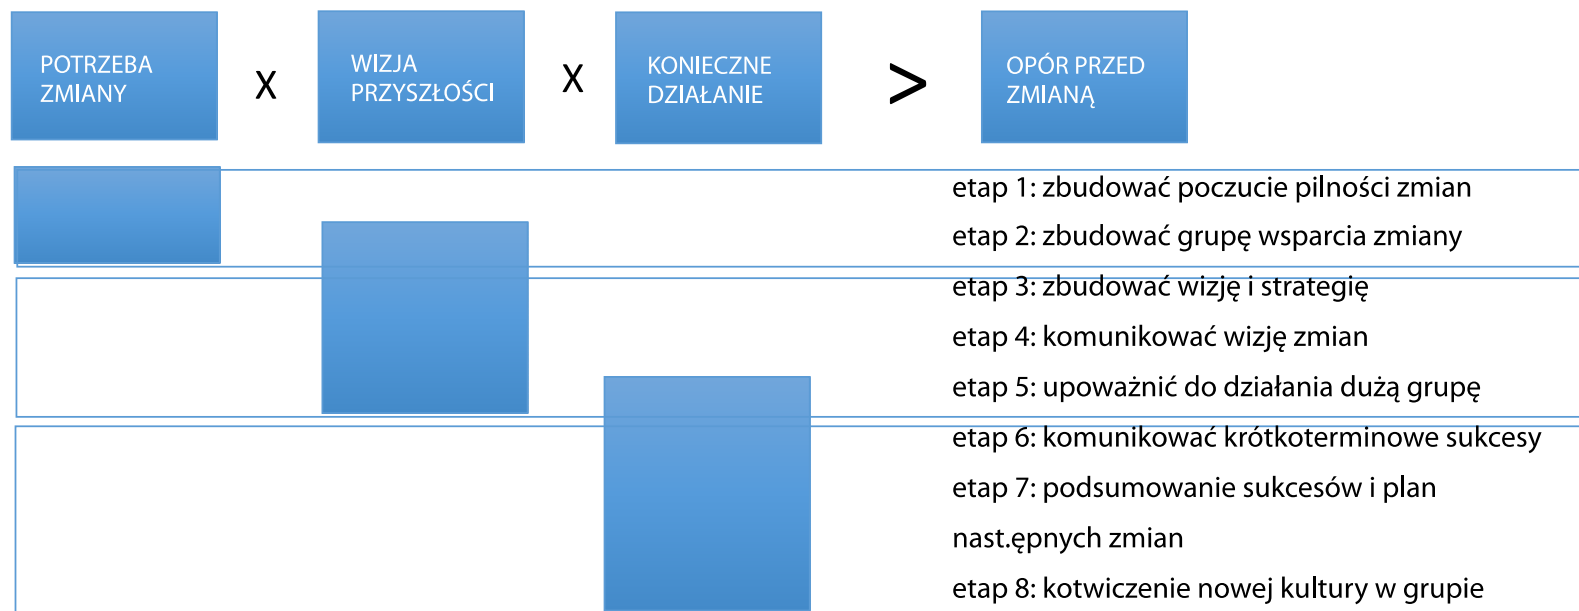 POTRZEBA
ZMIANY
X
WIZJA
PRZYSZŁOŚCI
X
KONIECZNE
DZIAŁANIE
>
OPÓR PRZED
ZMIANĄ
etap 1: zbudować poczucie pilności zmian
etap 2: zbudować grupę wsparcia zmiany
etap 3: zbudować wizję i strategię
etap 4: komunikować wizję zmian
etap 5: upoważnić do działania dużą grupę
etap 6: komunikować krótkoterminowe sukcesy
etap 7: podsumowanie sukcesów i plan
nast.ępnych zmian
etap 8: kotwiczenie nowej kultury w grupie